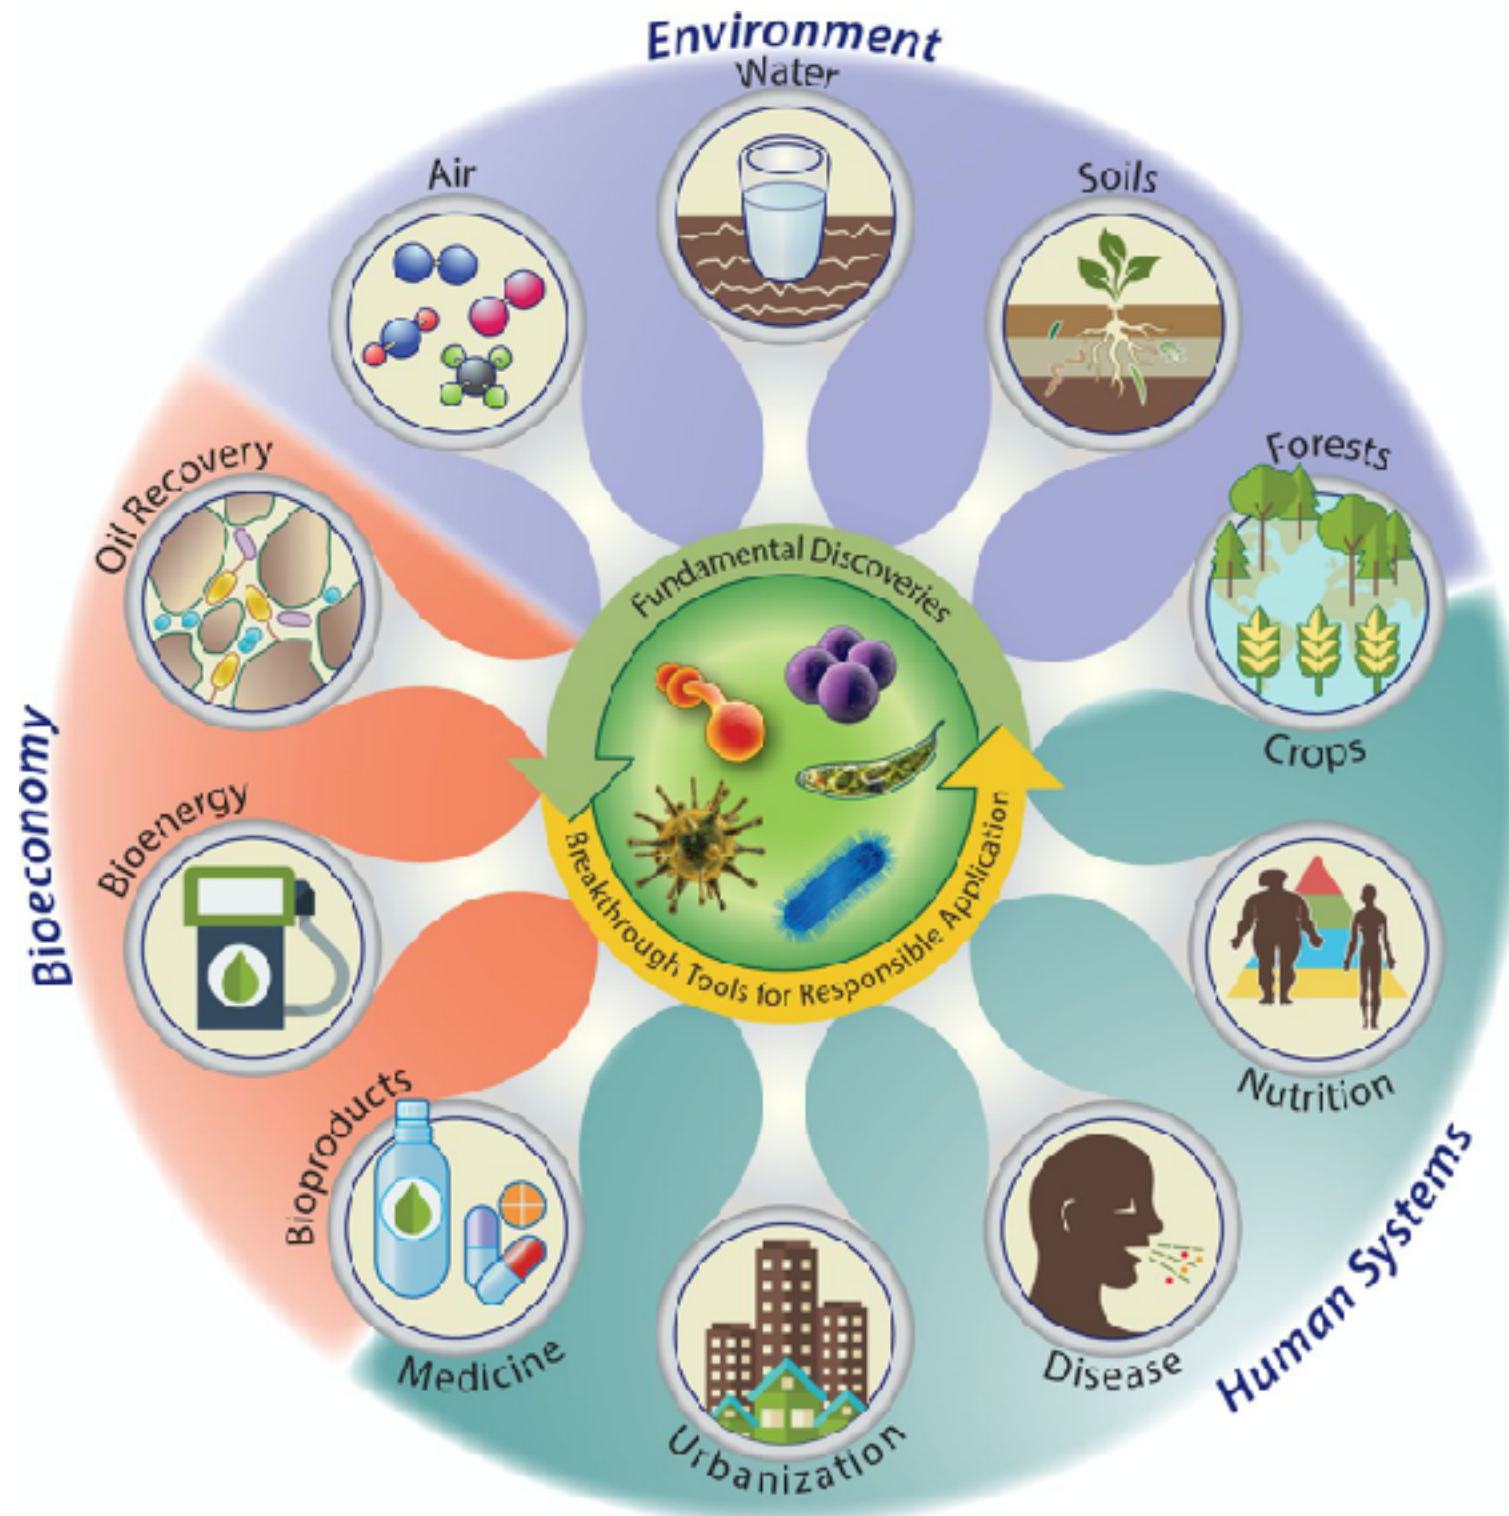 Environment
Water
Air
Soils
Forests
Oil Recovery
Fundamental Discoveries
Crops
Bioeconomy
Bioenergy
Breakthrough Tools for Responsible Application
Nutrition
Bioproducts
Human Systems
Medicine
Disease
Urbanization